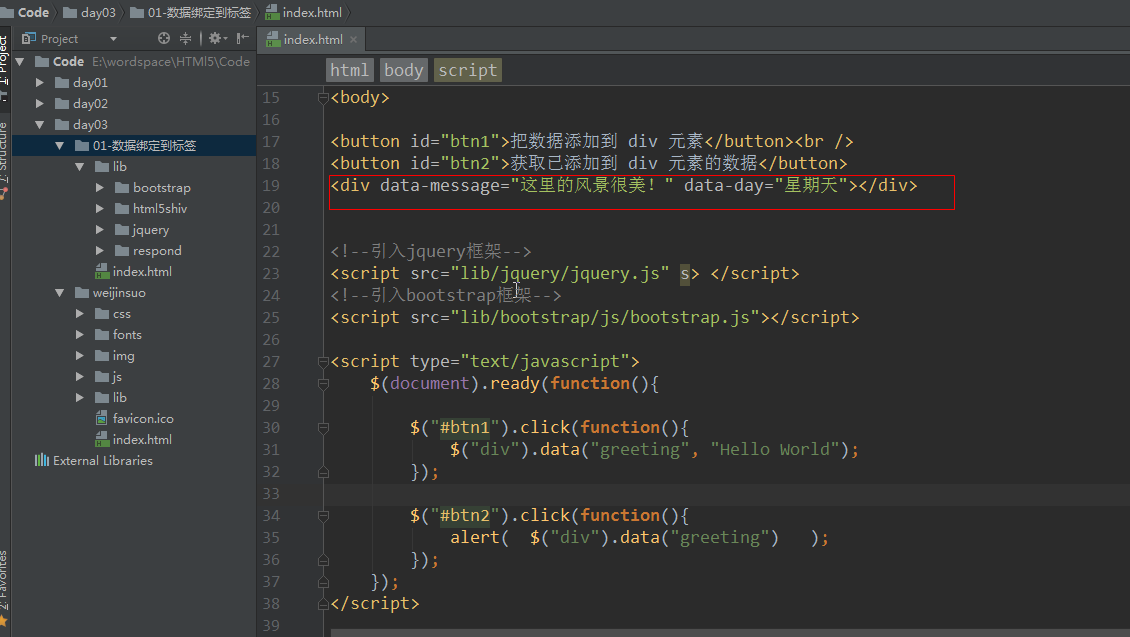 Code day03 01-数据绑定到标签 index.html
Project
index.html ×
1: Project
Code E:\wordspace\HTMl5\Code
day01
day02
day03
01-数据绑定到标签
lib
bootstrap
html5shiv
jquery
respond
index.html
weijinsuo
css
fonts
img
js
lib
favicon.ico
index.html
External Libraries
2: Favorites
html body script
15 <body>
16
17 <button id="btn1">把数据添加到 div 元素</button><br />
18 <button id="btn2">获取已添加到 div 元素的数据</button>
19 <div data-message="这里的风景很美！" data-day="星期天"></div>
20
21
22 <!--引入jquery框架-->
23 <script src="lib/jquery/jquery.js" s> </script>
24 <!--引入bootstrap框架-->
25 <script src="lib/bootstrap/js/bootstrap.js"></script>
26
27 <script type="text/javascript">
28 $(document).ready(function(){
29
30 $("#btn1").click(function(){
31 $("div").data("greeting", "Hello World");
32 });
33
34 $("#btn2").click(function(){
35 alert( $("div").data("greeting") );
36 });
37 });
38 </script>
39